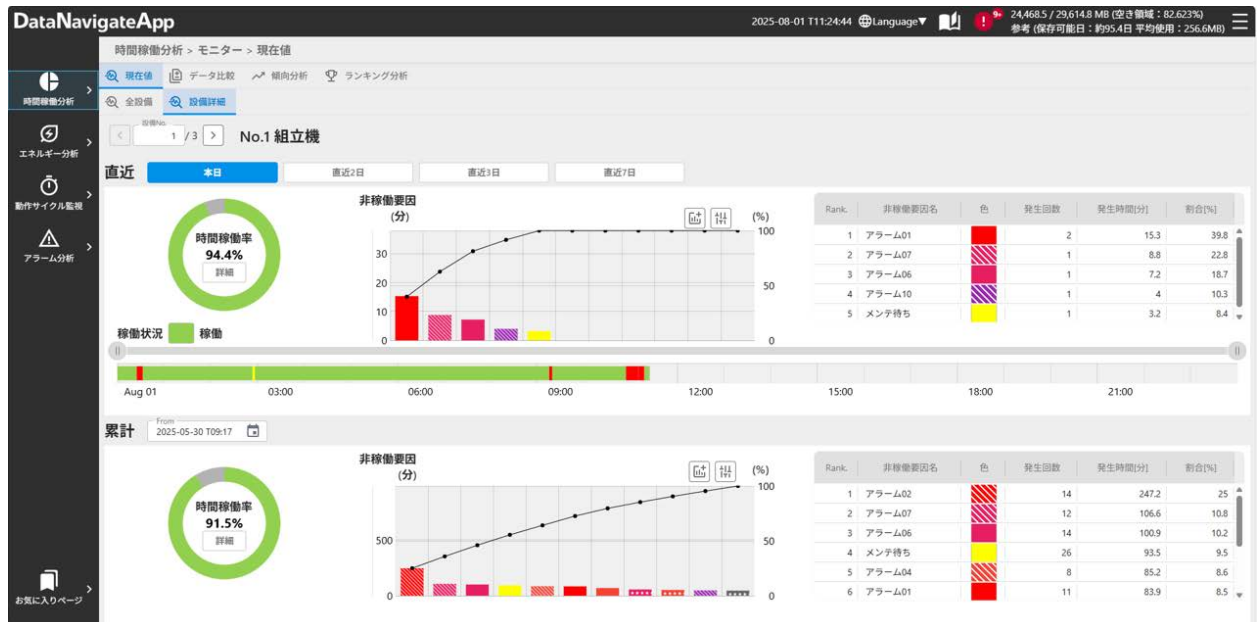 DataNavigateApp
2025-08-01 T11:24:44 Language▼ 9+ 24,468.5 / 29,614.8 MB (空き領域：82.623%)
参考 (保存可能日：約95.4日 平均使用：256.6MB)
時間稼働分析 > モニター > 現在値
時間稼働分析
エネルギー分析
動作サイクル監視
アラーム分析
お気に入りページ
現在値 データ比較 傾向分析 ランキング分析
全設備 設備詳細
設備No.
< 1 / 3 > No.1 組立機
直近 本日 直近2日 直近3日 直近7日
時間稼働率
94.4%
詳細
稼働状況 稼働
非稼働要因
(分) (%)
30
20
10
0
100
50
0
Rank. 非稼働要因名 色 発生回数 発生時間[分] 割合[%]
1 アラーム01 2 15.3 39.8
2 アラーム07 1 8.8 22.8
3 アラーム06 1 7.2 18.7
4 アラーム10 1 4 10.3
5 メンテ待ち 1 3.2 8.4
Aug 01 03:00 06:00 09:00 12:00 15:00 18:00 21:00
累計 From
2025-05-30 T09:17
時間稼働率
91.5%
詳細
非稼働要因
(分) (%)
500
0
100
50
0
Rank. 非稼働要因名 色 発生回数 発生時間[分] 割合[%]
1 アラーム02 14 247.2 25
2 アラーム07 12 106.6 10.8
3 アラーム06 14 100.9 10.2
4 メンテ待ち 26 93.5 9.5
5 アラーム04 8 85.2 8.6
6 アラーム01 11 83.9 8.5